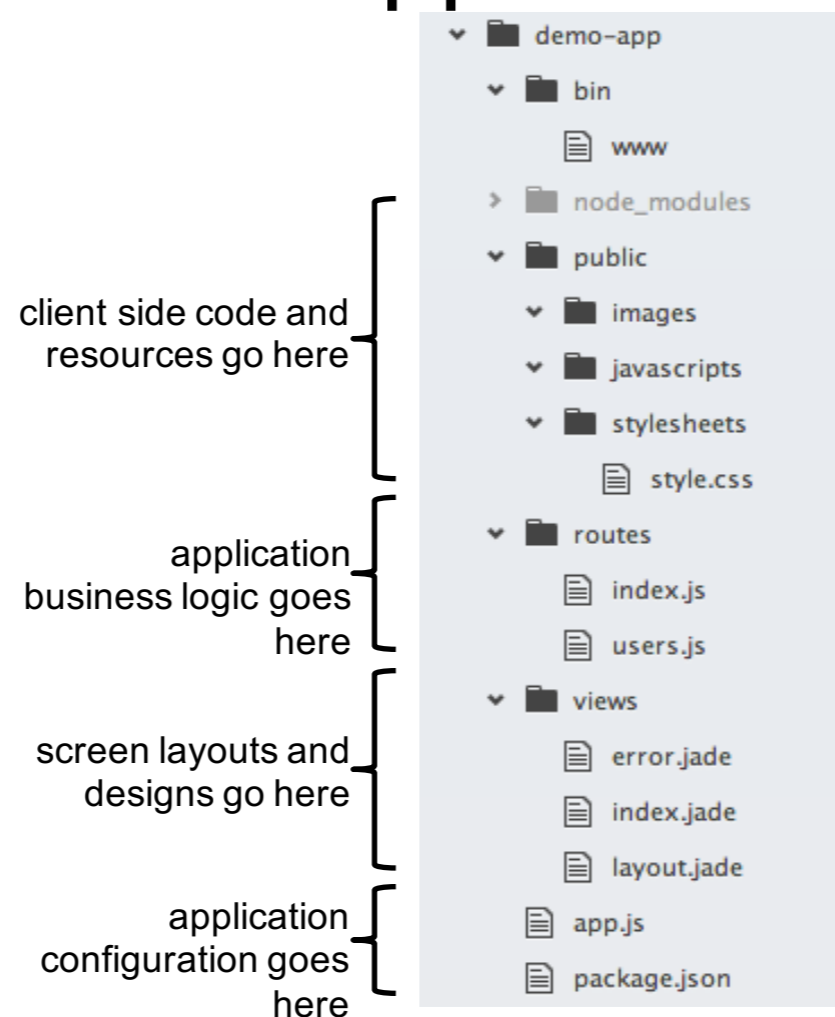 demo-app
bin
www
node_modules
public
images
javascripts
stylesheets
style.css
routes
index.js
users.js
views
error.jade
index.jade
layout.jade
app.js
package.json
client side code and
resources go here
application
business logic goes
here
screen layouts and
designs go here
application
configuration goes
here